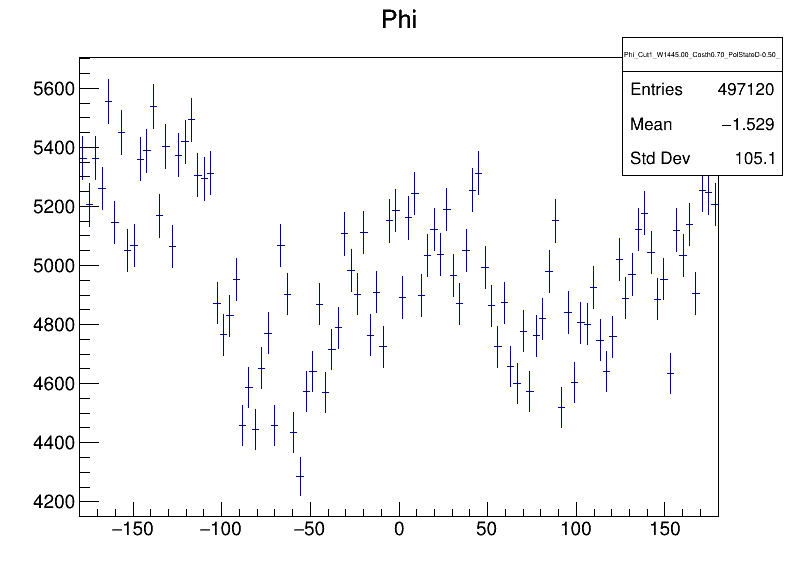 Phi
Phi_Cut1_W1445.00_Costh0.70_PolStateD-0.50_
Entries 497120
Mean −1.529
Std Dev 105.1
5600
5400
5200
5000
4800
4600
4400
4200
−150 −100 −50 0 50 100 150